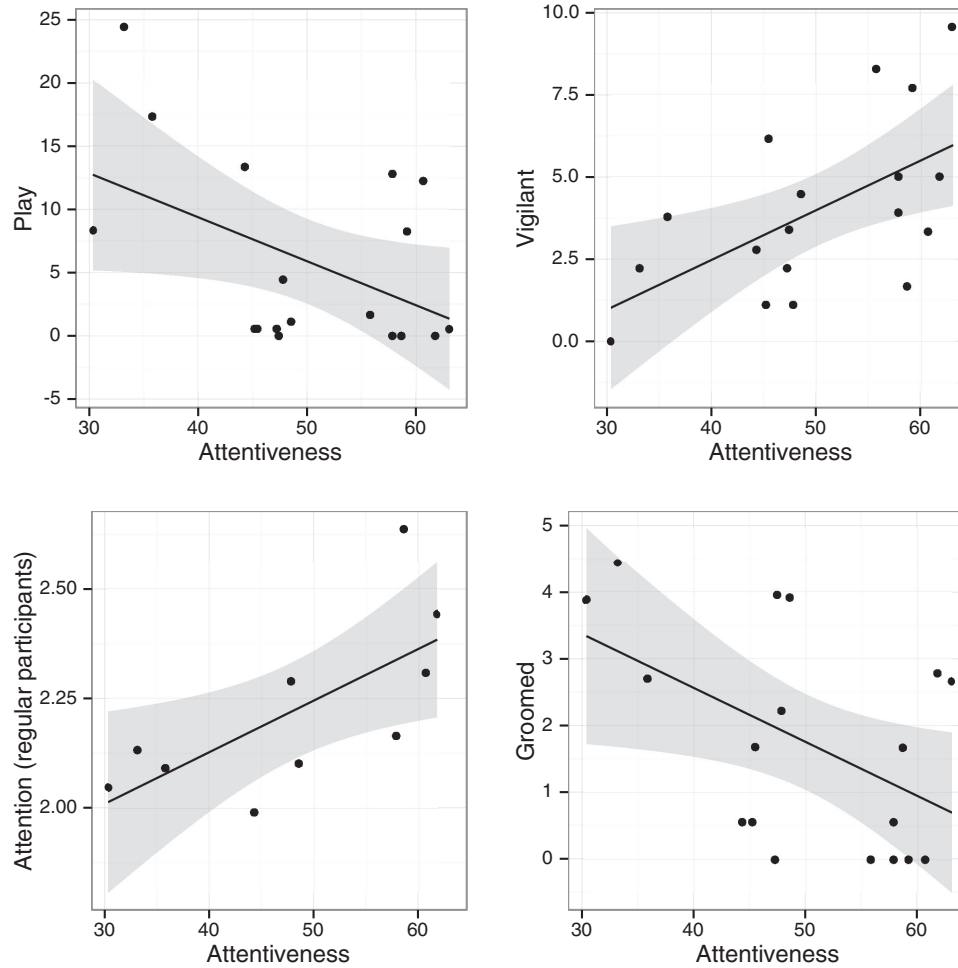 Play
25
20
15
10
5
0
-5
30 40 50 60
Attentiveness
Vigilant
10.0
7.5
5.0
2.5
0.0
30 40 50 60
Attentiveness
Attention (regular participants)
2.50
2.25
2.00
30 40 50 60
Attentiveness
Groomed
5
4
3
2
1
0
30 40 50 60
Attentiveness